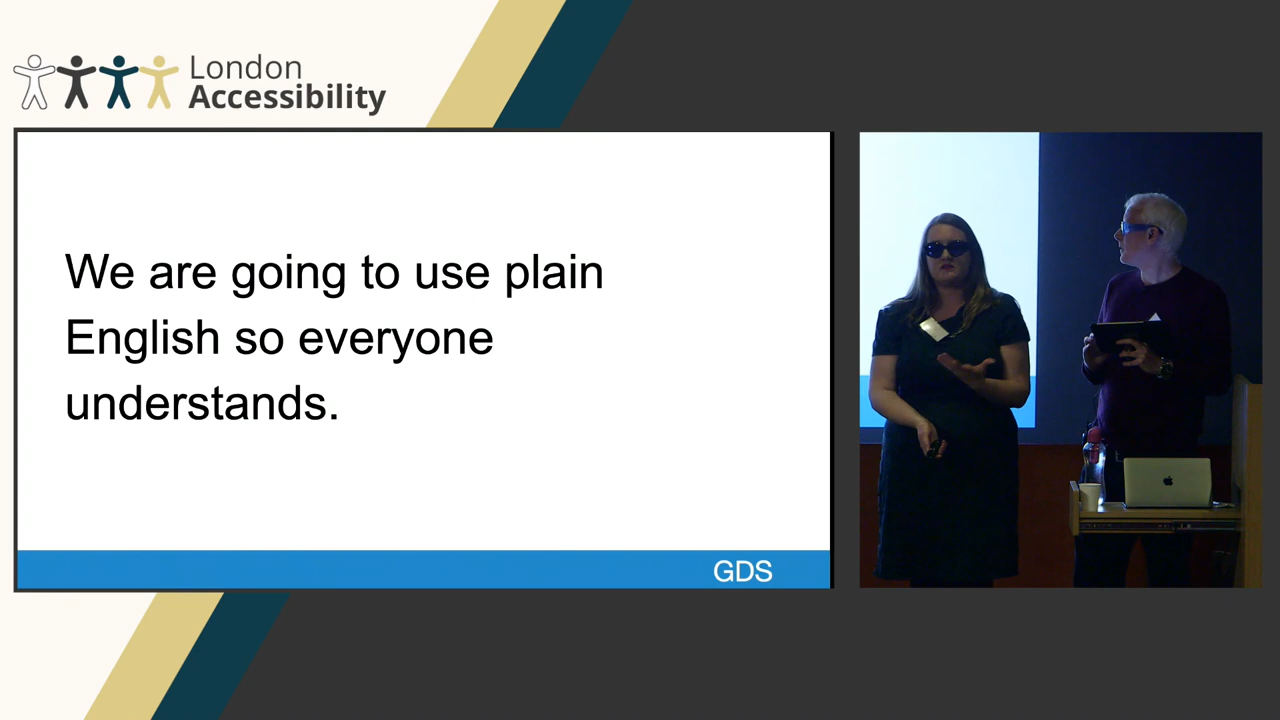 London
Accessibility
We are going to use plain
English so everyone
understands.
GDS